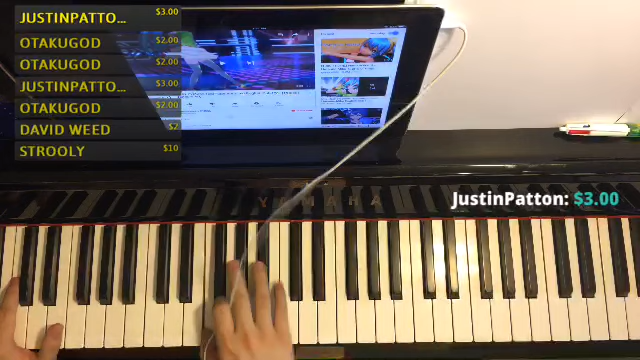 JUSTINPATTO... $3.00
OTAKUGOD $2.00
OTAKUGOD $2.00
JUSTINPATTO... $3.00
OTAKUGOD $2.00
DAVID WEED $2
STROOLY $10
YAMAHA
JustinPatton: $3.00